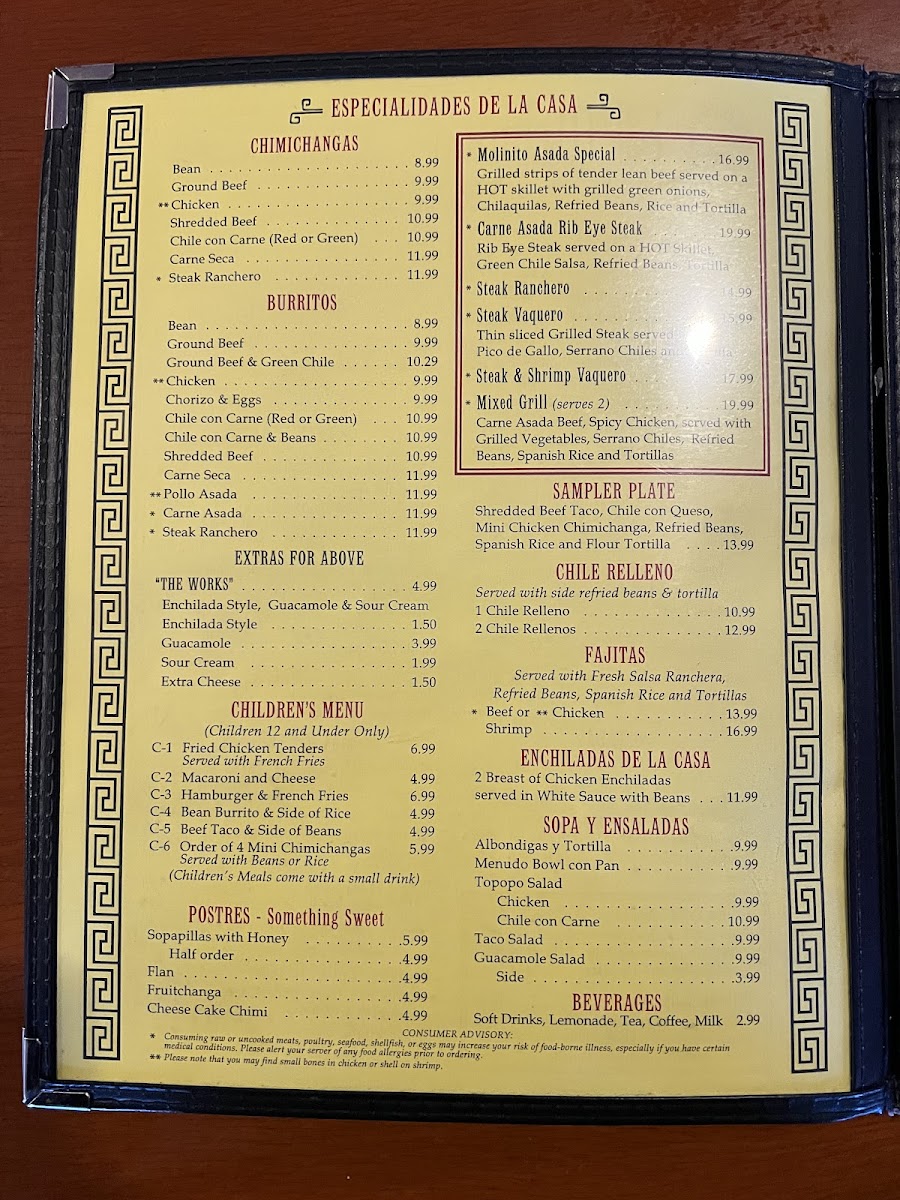 ESPECIALIDADES DE LA CASA
CHIMICHANGAS
Bean . . . . . . . . . . . . . . . . . . . . 8.99
Ground Beef . . . . . . . . . . . . . . 9.99
** Chicken . . . . . . . . . . . . . . . . . 9.99
Shredded Beef . . . . . . . . . . . . . 10.99
Chile con Carne (Red or Green) . . . 10.99
Carne Seca . . . . . . . . . . . . . . 11.99
* Steak Ranchero . . . . . . . . . . . . 11.99
BURRITOS
Bean . . . . . . . . . . . . . . . . . . . . 8.99
Ground Beef . . . . . . . . . . . . . . 9.99
Ground Beef & Green Chile . . . . . . 10.29
** Chicken . . . . . . . . . . . . . . . . . 9.99
Chorizo & Eggs . . . . . . . . . . . . . 9.99
Chile con Carne (Red or Green) . . . . 10.99
Chile con Carne & Beans . . . . . . . . 10.99
Shredded Beef . . . . . . . . . . . . . 10.99
Carne Seca . . . . . . . . . . . . . . . 11.99
** Pollo Asada . . . . . . . . . . . . . . 11.99
* Carne Asada . . . . . . . . . . . . . . 11.99
* Steak Ranchero . . . . . . . . . . . . 11.99
EXTRAS FOR ABOVE
"THE WORKS" . . . . . . . . . . . . . . . 4.99
Enchilada Style, Guacamole & Sour Cream
Enchilada Style . . . . . . . . . . . . . 1.50
Guacamole . . . . . . . . . . . . . . . . 3.99
Sour Cream . . . . . . . . . . . . . . . 1.99
Extra Cheese . . . . . . . . . . . . . . . 1.50
CHILDREN'S MENU
(Children 12 and Under Only)
C-1 Fried Chicken Tenders 6.99
Served with French Fries
C-2 Macaroni and Cheese 4.99
C-3 Hamburger & French Fries 6.99
C-4 Bean Burrito & Side of Rice 4.99
C-5 Beef Taco & Side of Beans 4.99
C-6 Order of 4 Mini Chimichangas 5,99
Served with Beans or Rice
(Children's Meals come with a small drink)
POSTRES - Something Sweet
Sopapillas with Honey . . . . . . . . . .5.99
Half order . . . . . . . . . . . . . . . .4.99
Flan . . . . . . . . . . . . . . . . . . . .4.99
Fruitchanga . . . . . . . . . . . . . . . .4.99
Cheese Cake Chimi . . . . . . . . . . . .4.99
* Molinito Asada Special . . . . . . . . . 16.99
Grilled strips of tender lean beef served on a
HOT skillet with grilled green onions,
Chilaquilas, Refried Beans, Rice and Tortilla
* Carne Asada Rib Eye Steak . . . . . . 19.99
Rib Eye Steak served on a HOT Skillet,
Green Chile Salsa, Refried Beans, Tortilla
* Steak Ranchero . . . . . . . . . . . .
* Steak Vaquero . . . . . . . . . . . . 15.99
Thin sliced Grilled Steak served
Pico de Gallo, Serrano Chiles
* Steak & Shrimp Vaquero . . . 17.99
* Mixed Grill (serves 2) . . . . . . . . . 19.99
Carne Asada Beef, Spicy Chicken, served with
Grilled Vegetables, Serrano Chiles, Refried
Beans, Spanish Rice and Tortillas
SAMPLER PLATE
Shredded Beef Taco, Chile con Queso,
Mini Chicken Chimichanga, Refried Beans,
Spanish Rice and Flour Tortilla . . . . 13.99
CHILE RELLENO
Served with side refried beans & tortilla
1 Chile Relleno . . . . . . . . . . . . . . 10.99
2 Chile Rellenos . . . . . . . . . . . . . 12.99
FAJITAS
Served with Fresh Salsa Ranchera,
Refried Beans, Spanish Rice and Tortillas
* Beef or ** Chicken . . . . . . . . . . . 13.99
Shrimp . . . . . . . . . . . . . . . . . . 16.99
ENCHILADAS DE LA CASA
2 Breast of Chicken Enchiladas
served in White Sauce with Beans . . . 11.99
SOPA Y ENSALADAS
Albondigas y Tortilla . . . . . . . . . . .9.99
Menudo Bowl con Pan . . . . . . . . . . .9.99
Topopo Salad
Chicken . . . . . . . . . . . . . . . . .9.99
Chile con Carne . . . . . . . . . . . . 10.99
Taco Salad . . . . . . . . . . . . . . . . .9.99
Guacamole Salad . . . . . . . . . . . . . .9.99
Side . . . . . . . . . . . . . . . . . . . .3.99
BEVERAGES
Soft Drinks, Lemonade, Tea, Coffee, Milk 2.99
CONSUMER ADVISORY:
* Consuming raw or uncooked meats, poultry, seafood, shellfish, or eggs may increase your risk of food-borne illness, especially if you have certain
medical conditions. Please alert your server of any food allergies prior to ordering.
** Please note that you may find small bones in chicken or shell on shrimp.